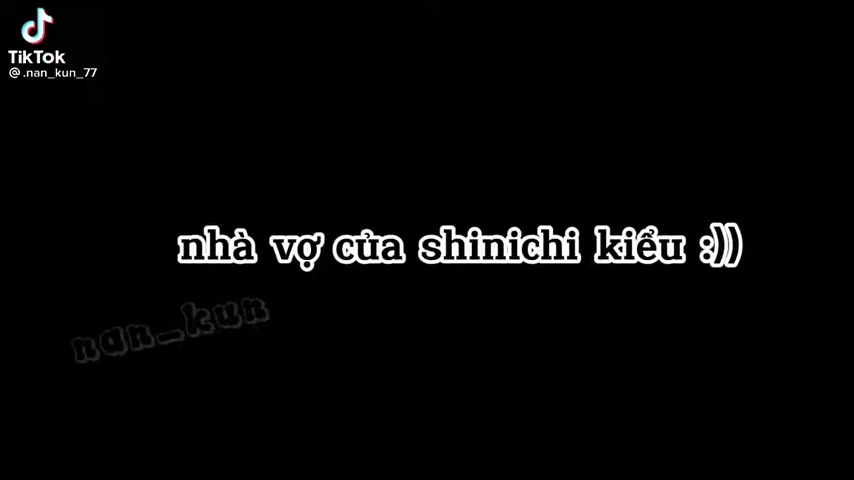 TikTok
@.nan_kun_77
nhà vợ của shinichi kiểu :))
nan_kun